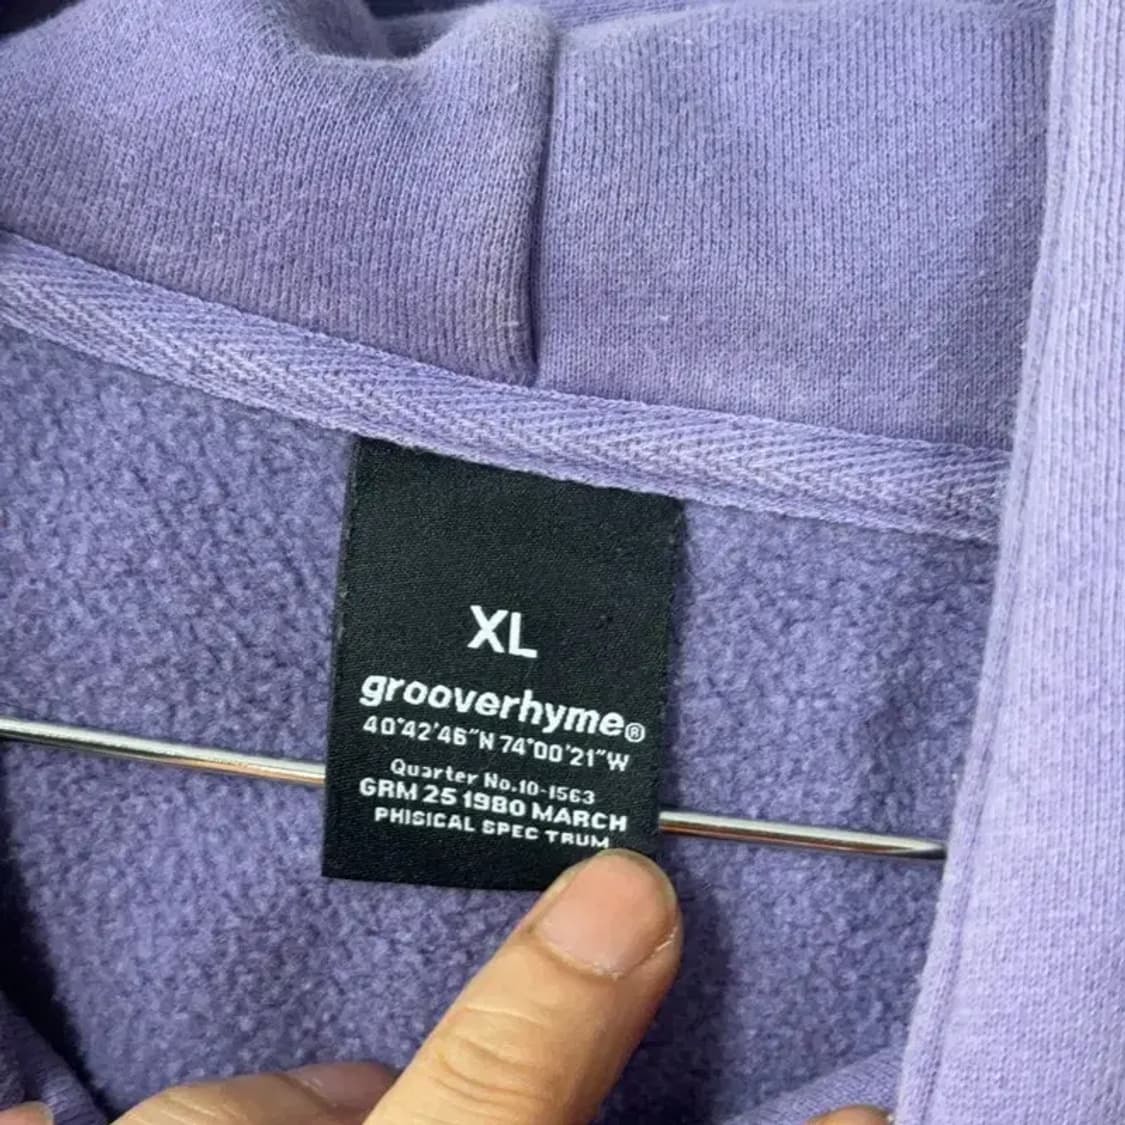 XL
grooverhyme®
40°42'46"N 74°00'21"W
Quarter No.10-1563
GRM 25 1980 MARCH
PHISICAL SPEC TRUM